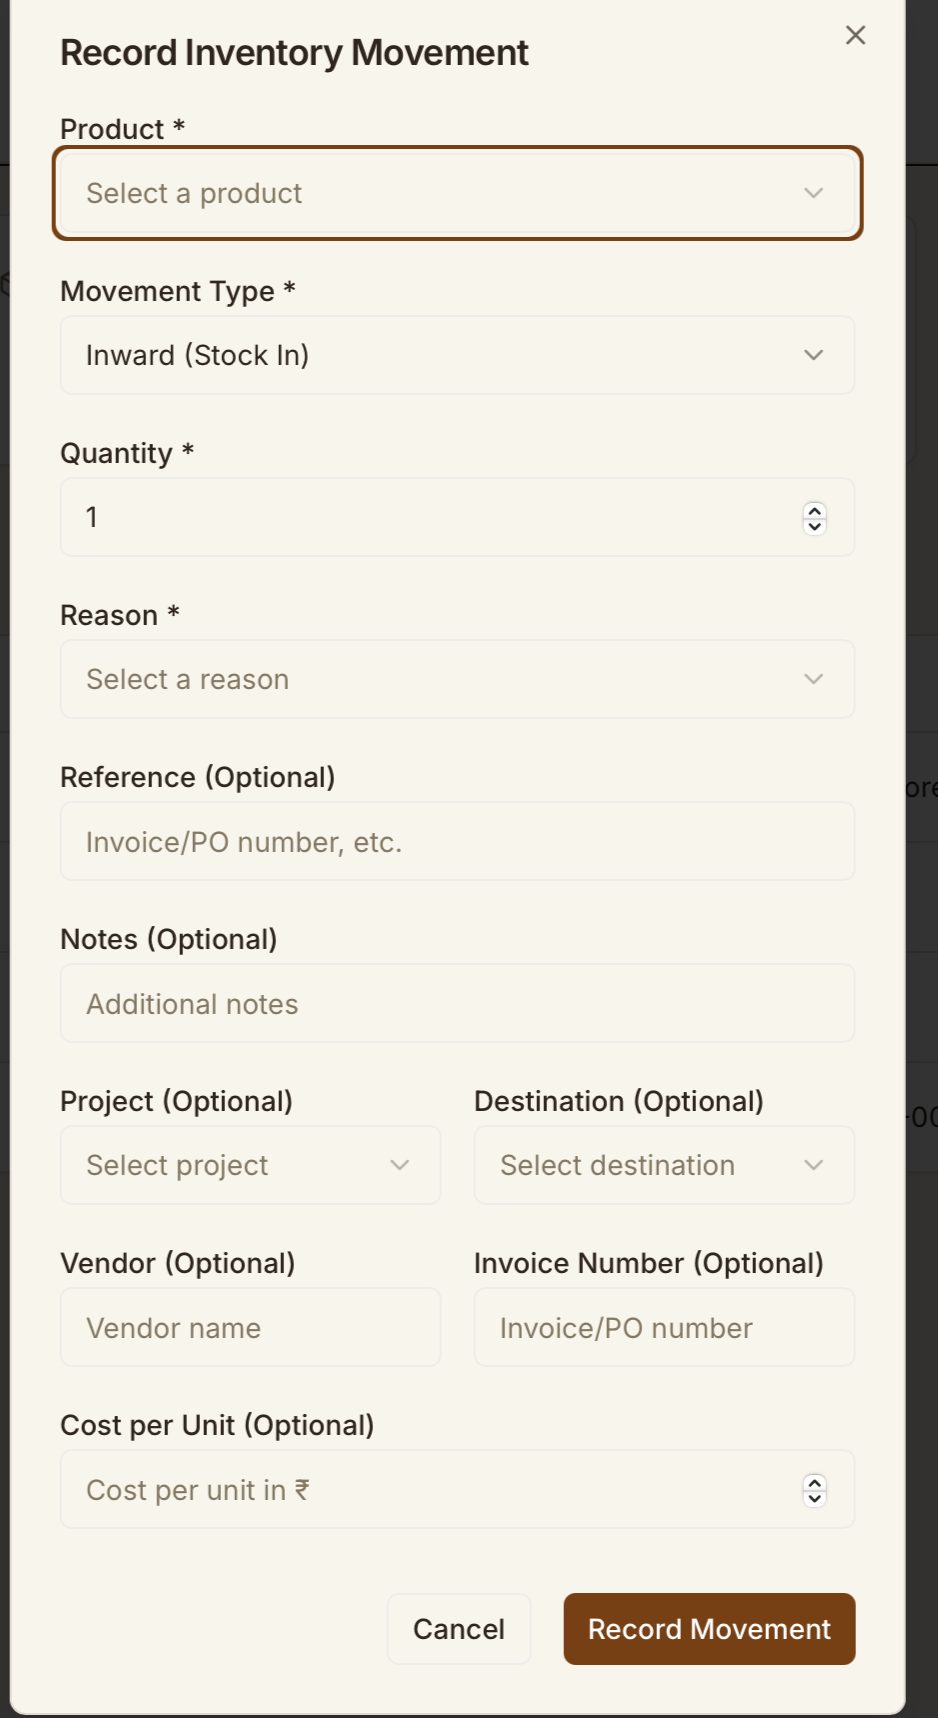 Record Inventory Movement
Product *
Select a product
Movement Type *
Inward (Stock In)
Quantity *
1
Reason *
Select a reason
Reference (Optional)
Invoice/PO number, etc.
Notes (Optional)
Additional notes
Project (Optional)
Select project
Destination (Optional)
Select destination
Vendor (Optional)
Vendor name
Invoice Number (Optional)
Invoice/PO number
Cost per Unit (Optional)
Cost per unit in ₹
Cancel
Record Movement